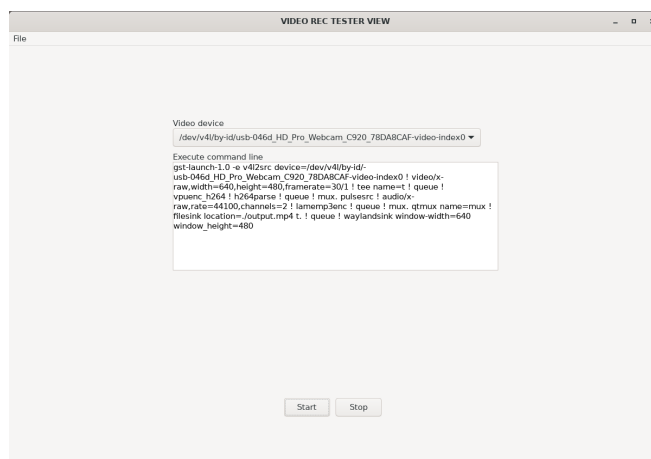 VIDEO REC TESTER VIEW
File
Video device
/dev/v4l/by-id/usb-046d_HD_Pro_Webcam_C920_78DA8CAF-video-index0
Execute command line
gst-launch-1.0 -e v4l2src device=/dev/v4l/by-id/-
usb-046d_HD_Pro_Webcam_C920_78DA8CAF-video-index0 ! video/x-
raw,width=640,height=480,framerate=30/1 ! tee name=t ! queue !
vpuenc_h264 ! h264parse ! queue ! mux. pulsesrc ! audio/x-
raw,rate=44100,channels=2 ! lamemp3enc ! queue ! mux. qtmux name=mux !
filesink location=./output.mp4 t. ! queue ! waylandsink window-width=640
window_height=480
Start Stop